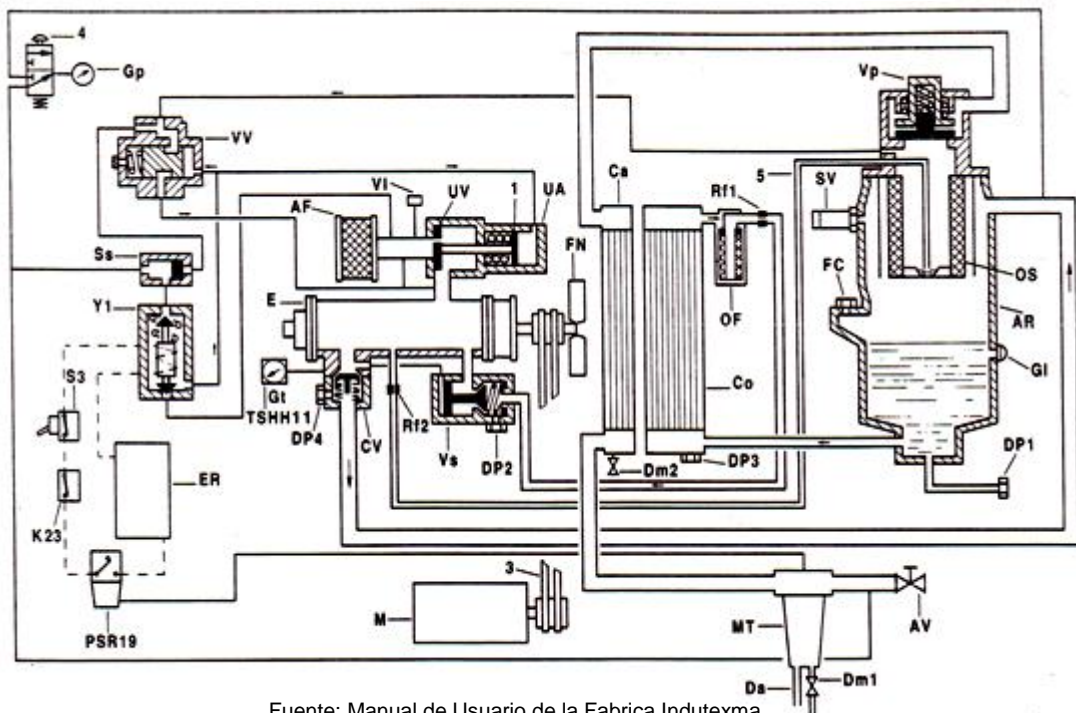 4
Gp
VV
Vp
VI
UV
1
UA
5
Ca
Rf1
SV
AF
FN
Ss
FC
OS
E
OF
AR
Y1
GI
S3
Gt
Co
TSHH11
DP4
CV
Rf2
Vs
DP2
Dm2
DP3
DP1
ER
K23
3
M
MT
AV
PSR19
Da
Dm1
Fuente: Manual de Usuario de la Fabrica Indutexma